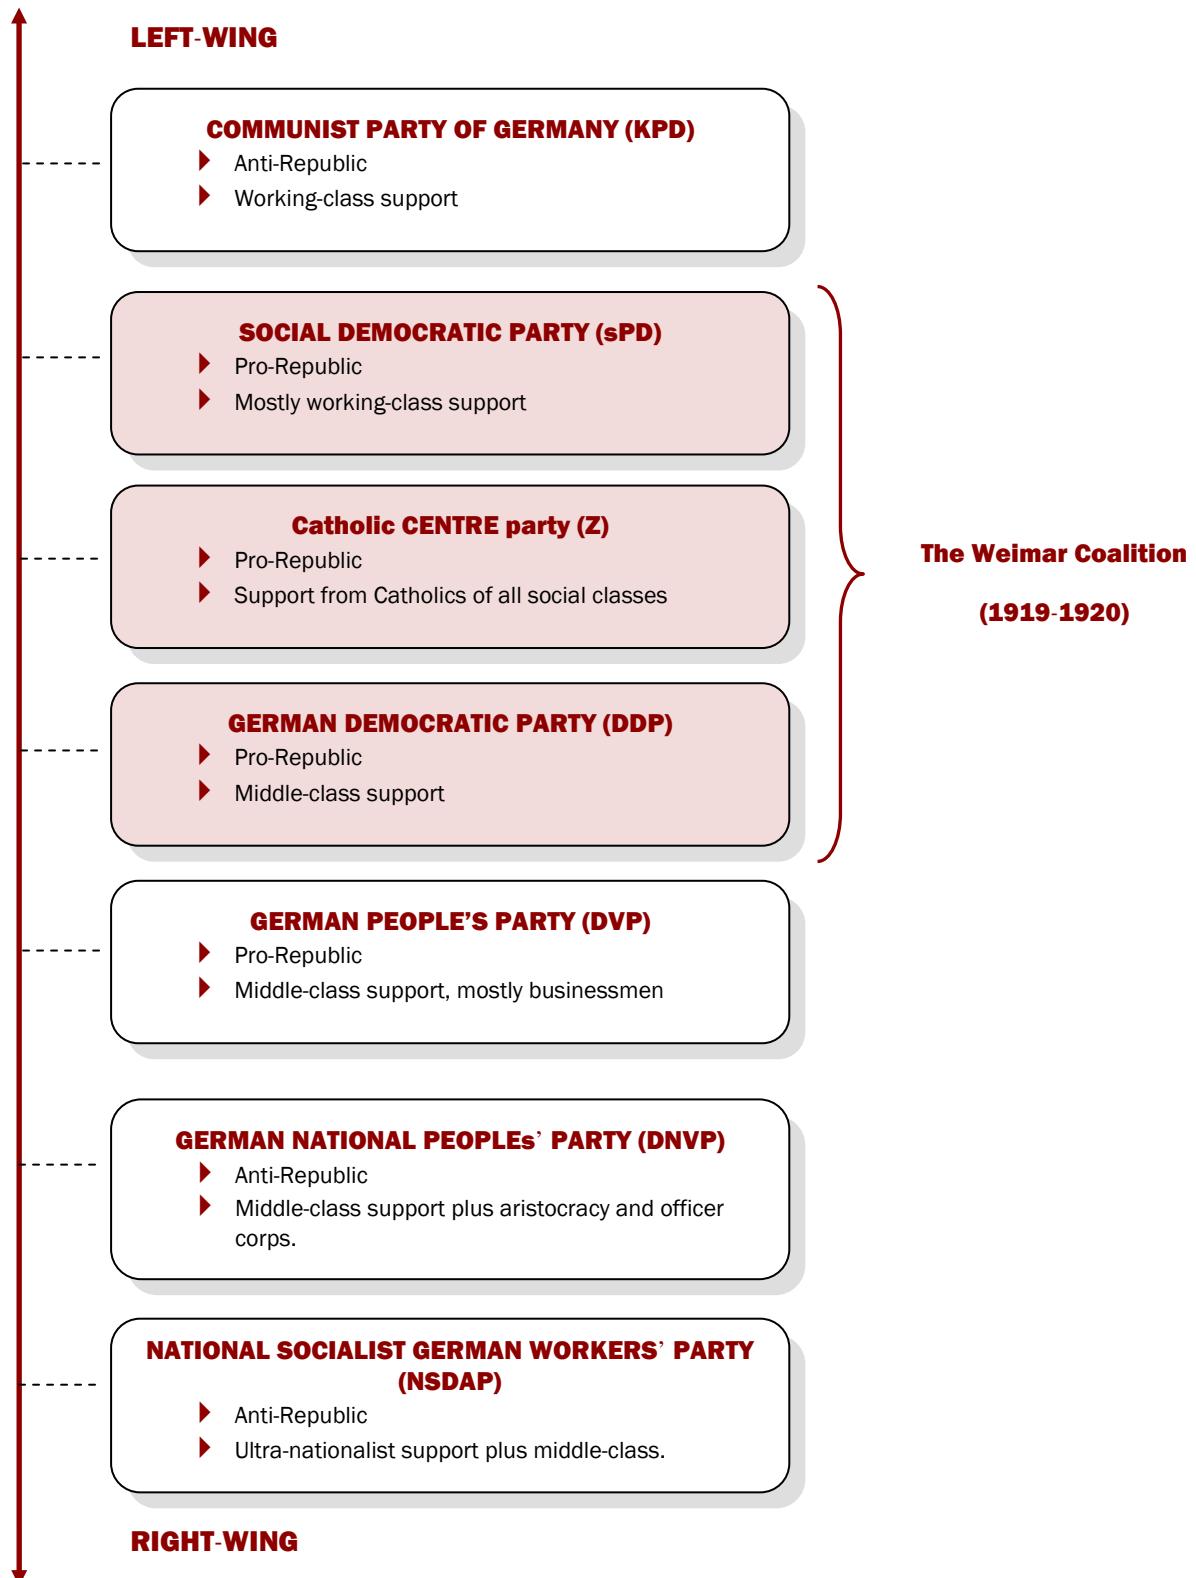 LEFT-WING
COMMUNIST PARTY OF GERMANY (KPD)
Anti-Republic
Working-class support
SOCIAL DEMOCRATIC PARTY (sPD)
Pro-Republic
Mostly working-class support
Catholic CENTRE party (Z)
Pro-Republic
Support from Catholics of all social classes
The Weimar Coalition
(1919-1920)
GERMAN DEMOCRATIC PARTY (DDP)
Pro-Republic
Middle-class support
GERMAN PEOPLE’S PARTY (DVP)
Pro-Republic
Middle-class support, mostly businessmen
GERMAN NATIONAL PEOPLEs’ PARTY (DNVP)
Anti-Republic
Middle-class support plus aristocracy and officer
corps.
NATIONAL SOCIALIST GERMAN WORKERS’ PARTY
(NSDAP)
Anti-Republic
Ultra-nationalist support plus middle-class.
RIGHT-WING